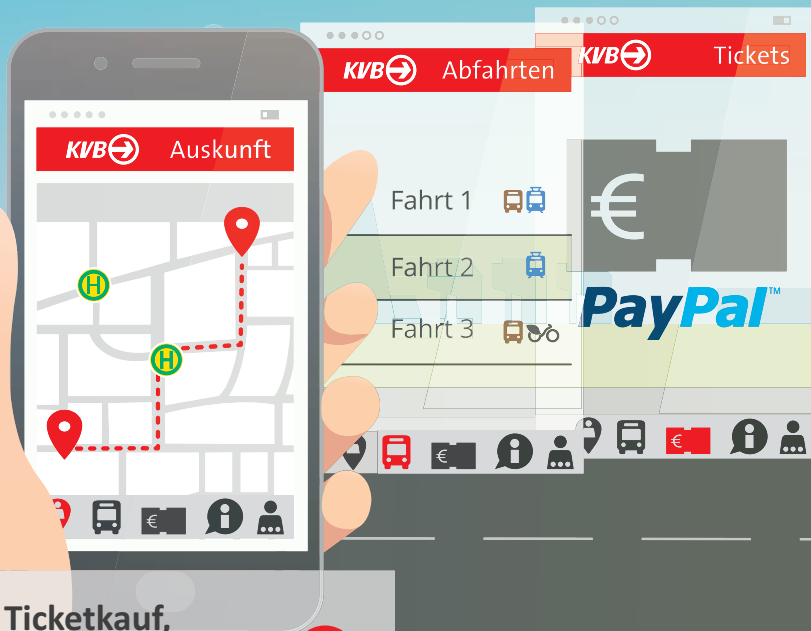 KVB Auskunft
H
H
€
i
KVB Abfahrten
Fahrt 1
Fahrt 2
Fahrt 3
€
i
KVB Tickets
€
PayPal™
€
i
Ticketkauf,